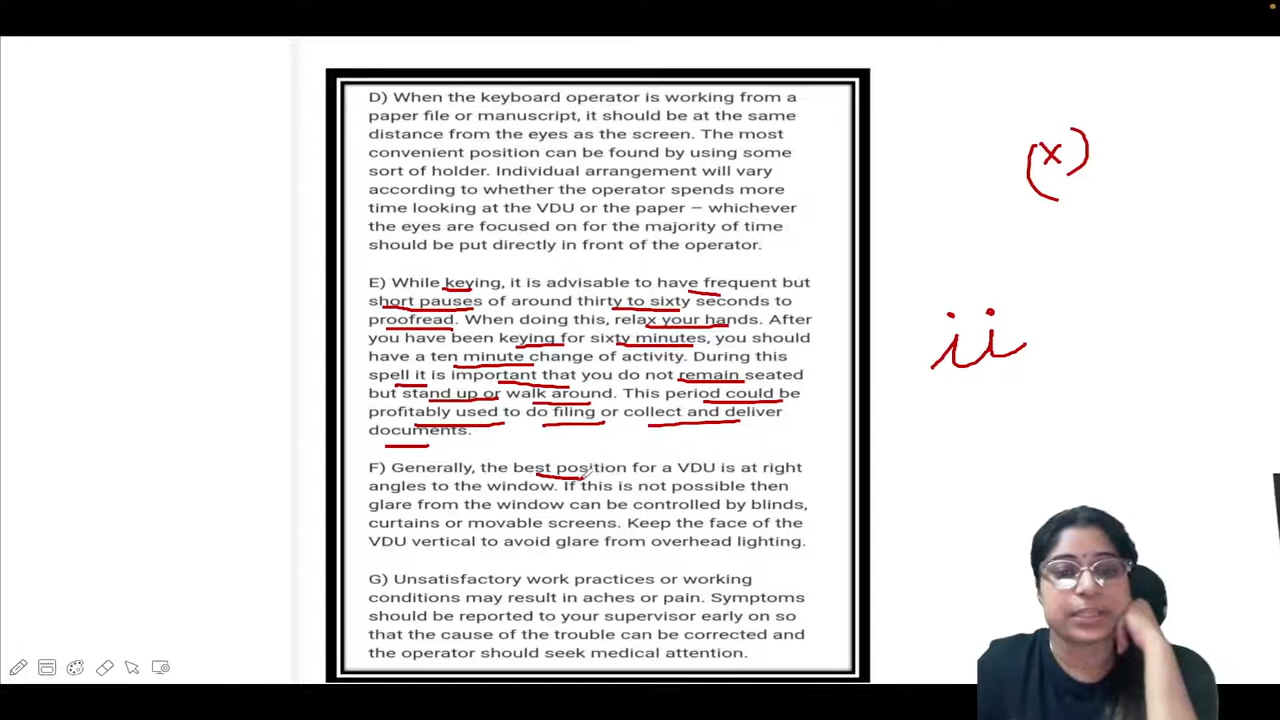 D) When the keyboard operator is working from a
paper file or manuscript, it should be at the same
distance from the eyes as the screen. The most
convenient position can be found by using some
sort of holder. Individual arrangement will vary
according to whether the operator spends more
time looking at the VDU or the paper – whichever
the eyes are focused on for the majority of time
should be put directly in front of the operator.
E) While keying, it is advisable to have frequent but
short pauses of around thirty to sixty seconds to
proofread. When doing this, relax your hands. After
you have been keying for sixty minutes, you should
have a ten minute change of activity. During this
spell it is important that you do not remain seated
but stand up or walk around. This period could be
profitably used to do filing or collect and deliver
documents.
F) Generally, the best position for a VDU is at right
angles to the window. If this is not possible then
glare from the window can be controlled by blinds,
curtains or movable screens. Keep the face of the
VDU vertical to avoid glare from overhead lighting.
G) Unsatisfactory work practices or working
conditions may result in aches or pain. Symptoms
should be reported to your supervisor early on so
that the cause of the trouble can be corrected and
the operator should seek medical attention.
(x)
ii